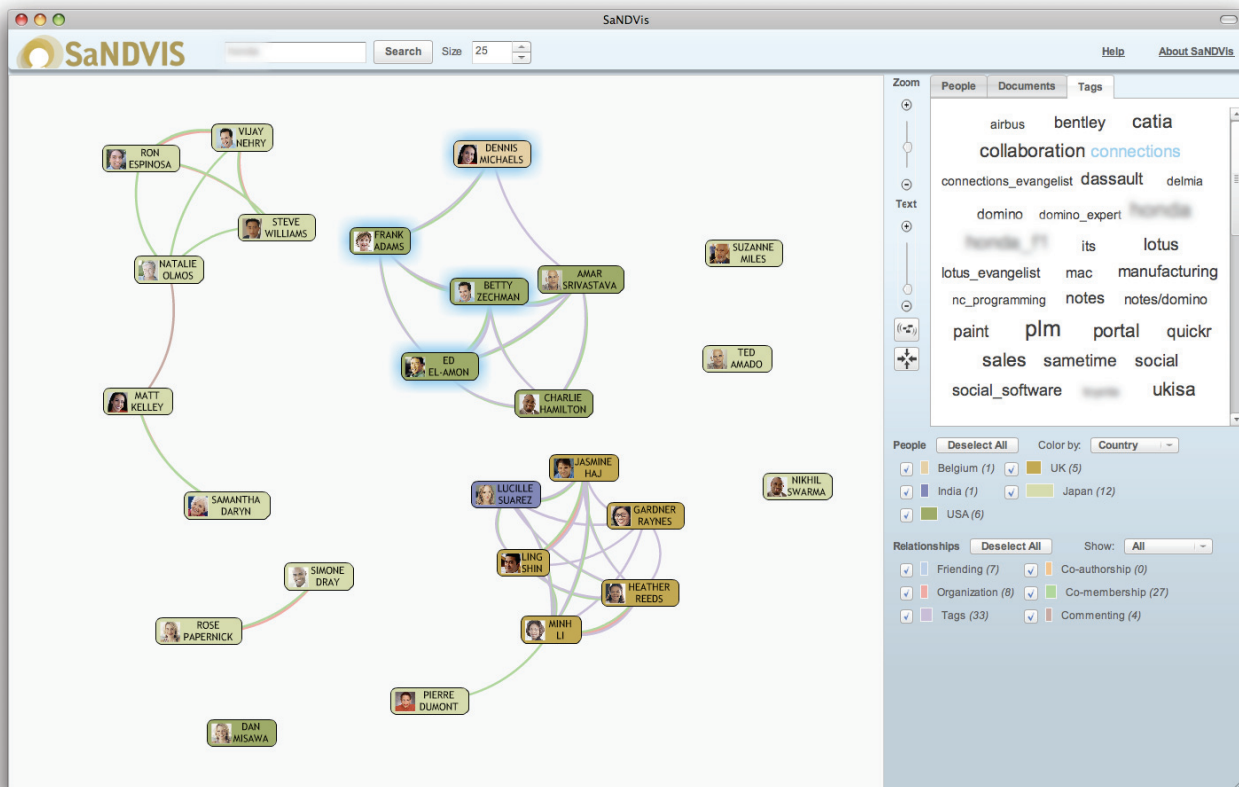 SaNDVis
SaNDVIS
Search
Size
25
Help
About SaNDVis
VIJAY
NEHRY
RON
ESPINOSA
STEVE
WILLIAMS
NATALIE
OLMOS
MATT
KELLEY
SAMANTHA
DARYN
SIMONE
DRAY
ROSE
PAPERNICK
DAN
MISAWA
DENNIS
MICHAELS
FRANK
ADAMS
BETTY
ZECHMAN
AMAR
SRIVASTAVA
ED
EL-AMON
CHARLIE
HAMILTON
JASMINE
HAJ
LUCILLE
SUAREZ
GARDNER
RAYNES
LING
SHIN
HEATHER
REEDS
MINH
LI
PIERRE
DUMONT
SUZANNE
MILES
TED
AMADO
NIKHIL
SWARMA
Zoom
Text
People Documents Tags
airbus bentley catia
collaboration connections
connections_evangelist dassault delmia
domino domino_expert
its lotus
lotus_evangelist mac manufacturing
nc_programming notes notes/domino
paint plm portal quickr
sales sametime social
social_software ukisa
People Deselect All Color by: Country
Belgium (1) UK (5)
India (1) Japan (12)
USA (6)
Relationships Deselect All Show: All
Friending (7) Co-authorship (0)
Organization (8) Co-membership (27)
Tags (33) Commenting (4)